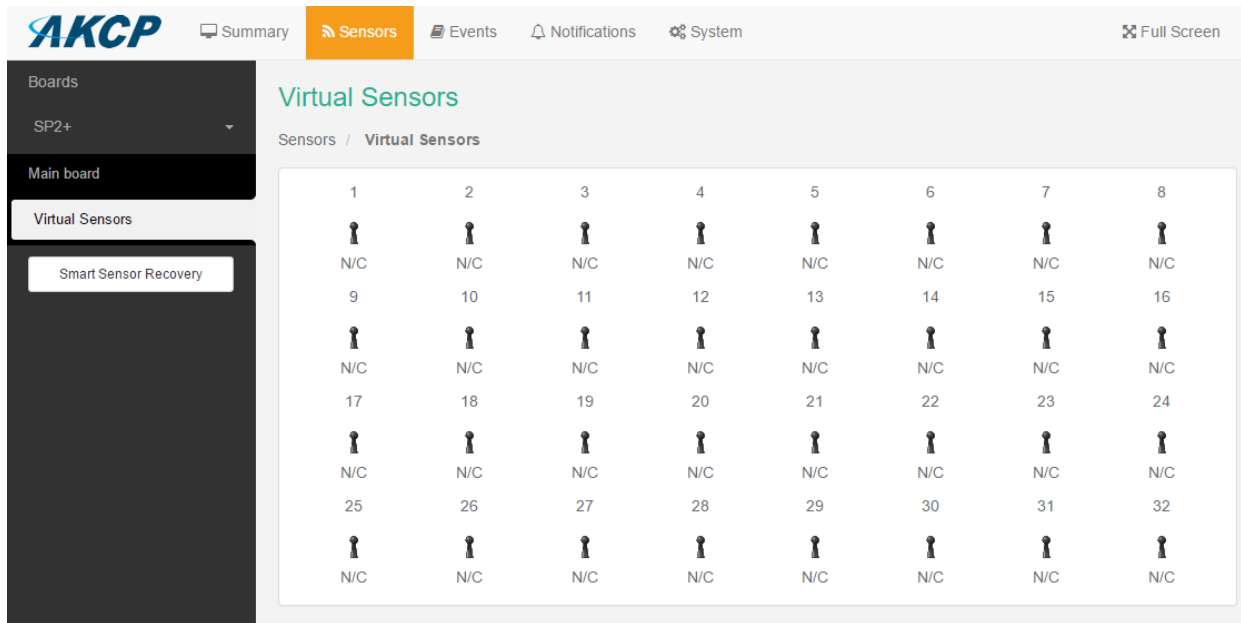 AKCP Summary Sensors Events Notifications System Full Screen
Boards
SP2+
Main board
Virtual Sensors
Smart Sensor Recovery
Virtual Sensors
Sensors / Virtual Sensors
1 2 3 4 5 6 7 8
N/C N/C N/C N/C N/C N/C N/C N/C
9 10 11 12 13 14 15 16
N/C N/C N/C N/C N/C N/C N/C N/C
17 18 19 20 21 22 23 24
N/C N/C N/C N/C N/C N/C N/C N/C
25 26 27 28 29 30 31 32
N/C N/C N/C N/C N/C N/C N/C N/C